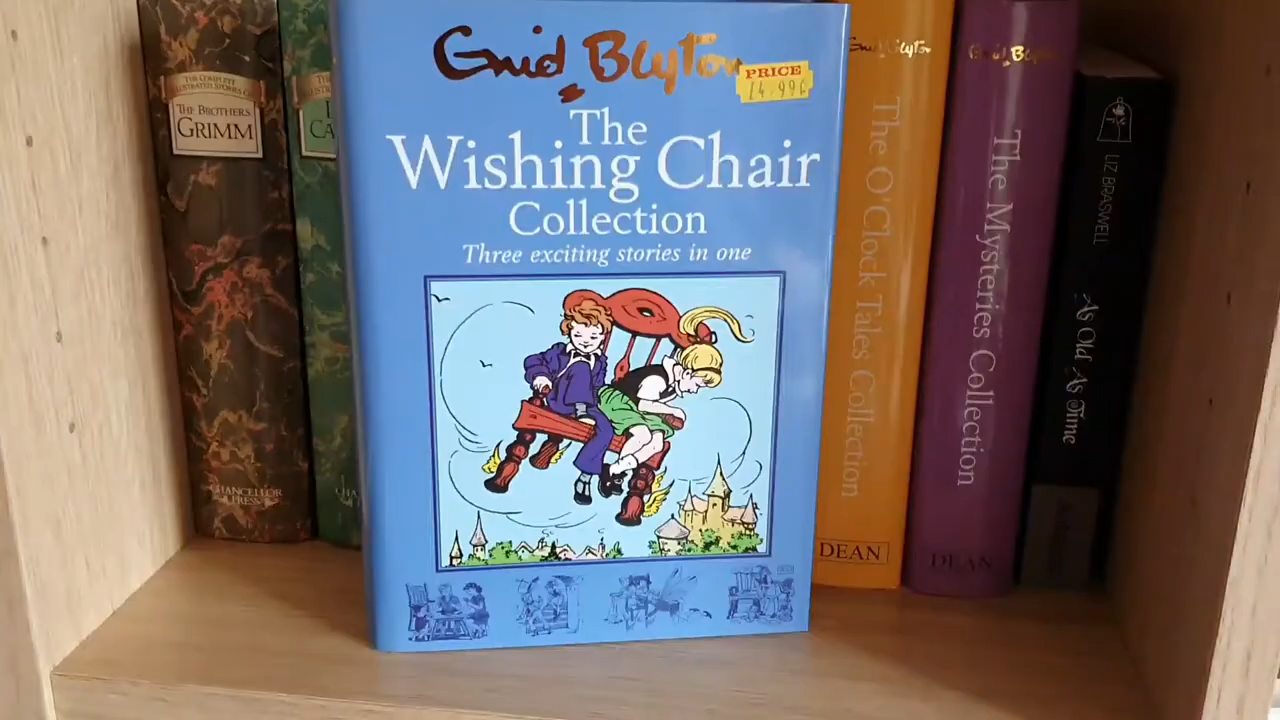 THE COMPLETE
ILLUSTRATED STORIES OF
THE BROTHERS
GRIMM
CHANCELLOR
PRESS
Enid Blyton
PRICE
The
Wishing Chair
Collection
Three exciting stories in one
Enid Blyton
The O'Clock Tales Collection
DEAN
Enid Blyton
The Mysteries Collection
DEAN
LIZ BRASWELL
As Old As Time